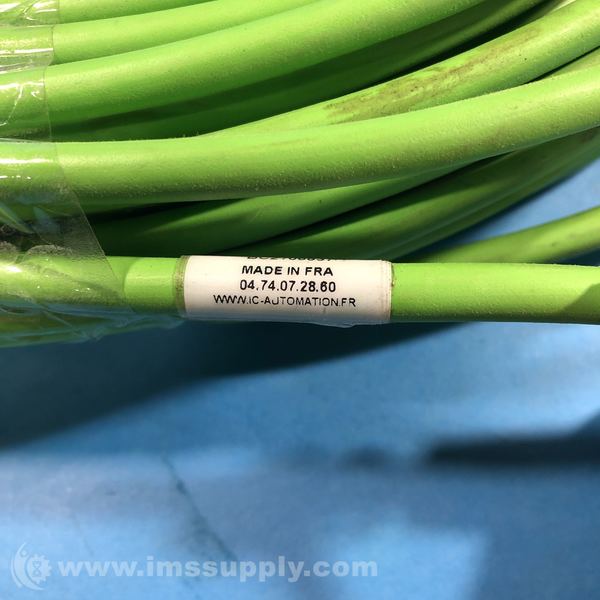 MADE IN FRA
04.74.07.28.60
WWW.IC-AUTOMATION.FR
www.imssupply.com